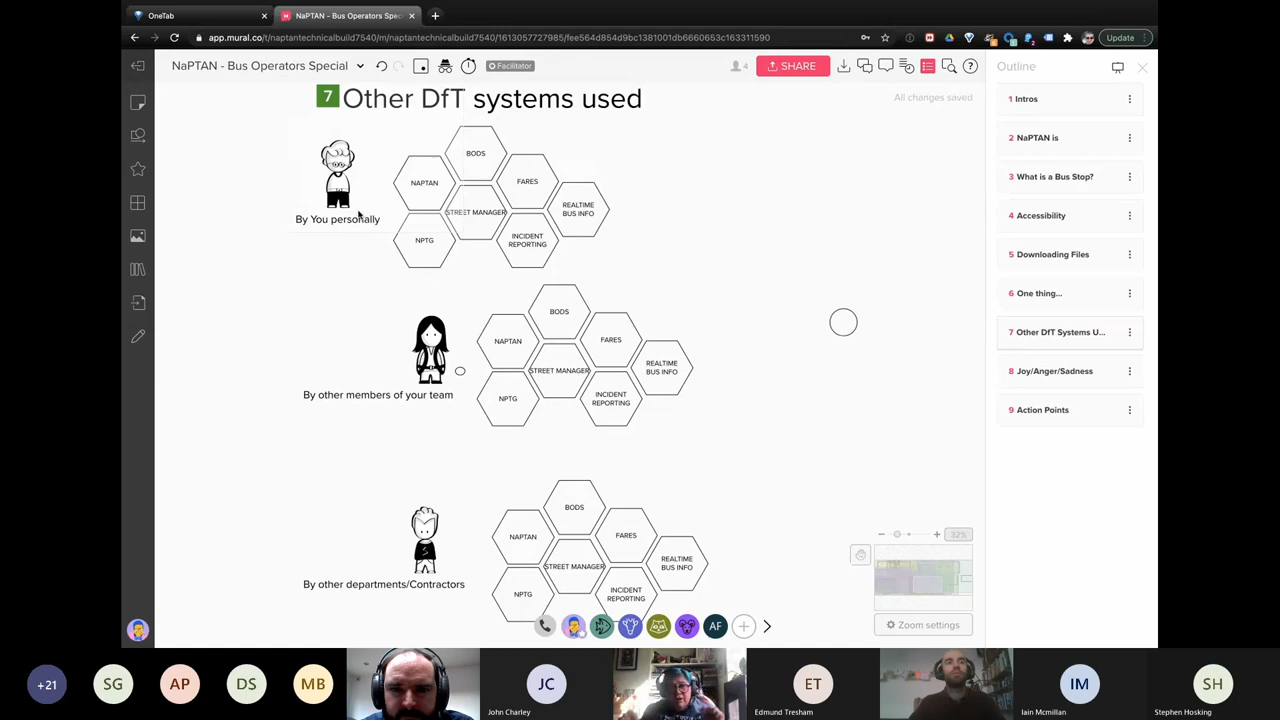 OneTab
NaPTAN - Bus Operators Spec
app.mural.co/t/naptantechnicalbuild7540/m/naptantechnicalbuild7540/1613057727985/fee564d854d9bc1381001db6660653c163311590
Update
NaPTAN - Bus Operators Special
Facilitator
4
SHARE
Outline
7 Other DfT systems used
All changes saved
1 Intros
2 NaPTAN is
3 What is a Bus Stop?
4 Accessibility
5 Downloading Files
6 One thing...
7 Other DfT Systems U...
8 Joy/Anger/Sadness
9 Action Points
BODS
NAPTAN
FARES
STREET MANAGER
REALTIME
BUS INFO
NPTG
INCIDENT
REPORTING
By You personally
BODS
NAPTAN
FARES
STREET MANAGER
REALTIME
BUS INFO
NPTG
INCIDENT
REPORTING
By other members of your team
BODS
NAPTAN
FARES
STREET MANAGER
REALTIME
BUS INFO
NPTG
INCIDENT
REPORTING
By other departments/Contractors
32%
Zoom settings
AF
+21
SG
AP
DS
MB
JC
John Charley
ET
Edmund Tresham
IM
Iain Mcmillan
SH
Stephen Hosking